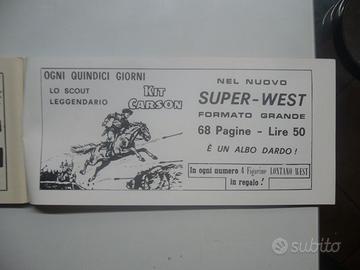 OGNI QUINDICI GIORNI
LO SCOUT
LEGGENDARIO
KIT
CARSON
NEL NUOVO
SUPER-WEST
FORMATO GRANDE
68 Pagine - Lire 50
È UN ALBO DARDO!
In ogni numero 4 Figurine LONTANO WEST
in regalo!
subito